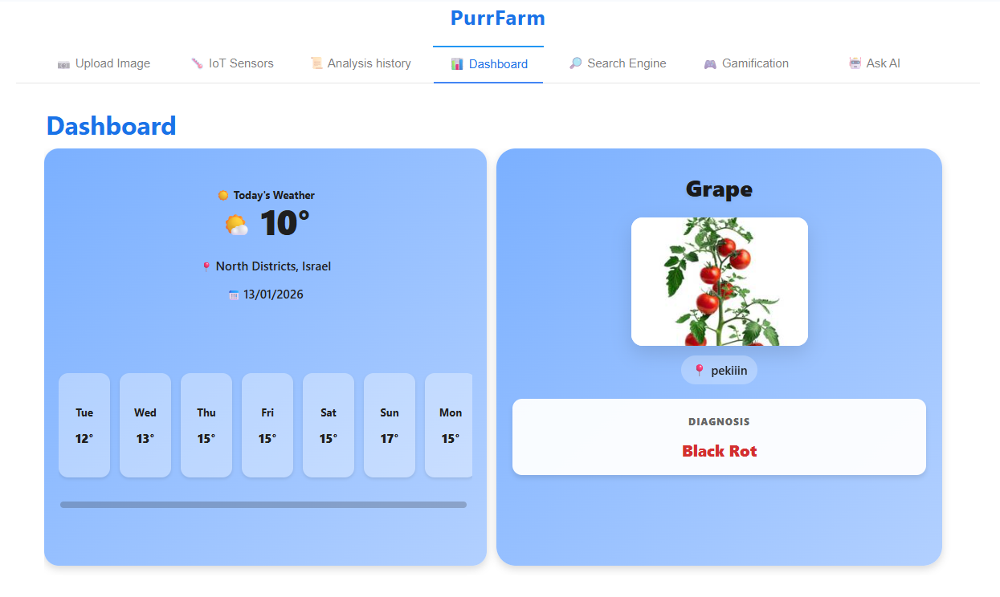 PurrFarm
Upload Image
IoT Sensors
Analysis history
Dashboard
Search Engine
Gamification
Ask AI
Dashboard
Today's Weather
10°
North Districts, Israel
13/01/2026
Tue
12°
Wed
13°
Thu
15°
Fri
15°
Sat
15°
Sun
17°
Mon
15°
Grape
pekiiin
DIAGNOSIS
Black Rot